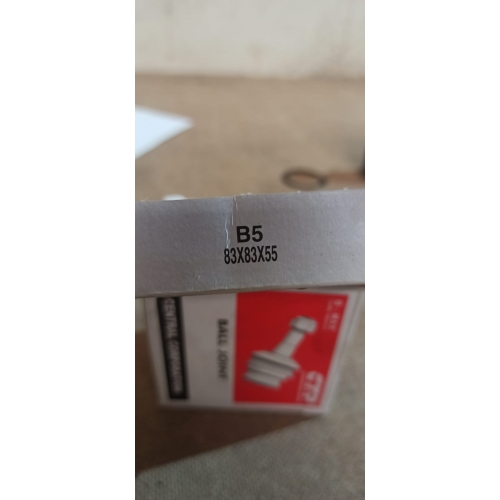 B5
83X83X55
BALL JOINT
CENTRAL CORPORATION
CTR